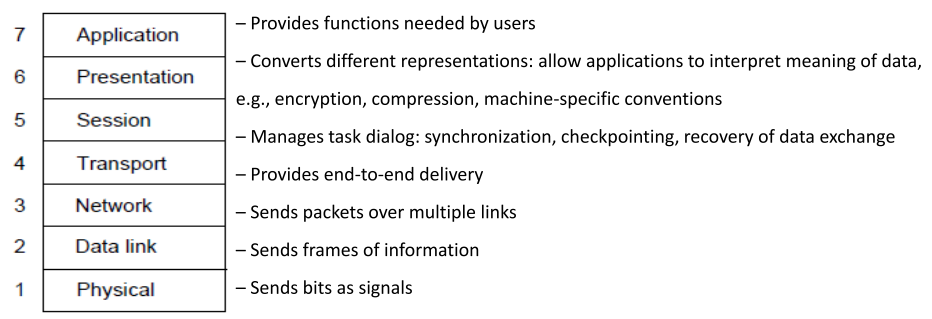 7 Application – Provides functions needed by users
6 Presentation – Converts different representations: allow applications to interpret meaning of data,
e.g., encryption, compression, machine-specific conventions
5 Session – Manages task dialog: synchronization, checkpointing, recovery of data exchange
4 Transport – Provides end-to-end delivery
3 Network – Sends packets over multiple links
2 Data link – Sends frames of information
1 Physical – Sends bits as signals